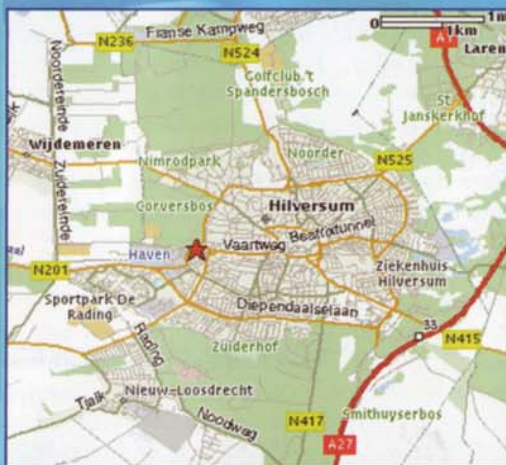 0
1m
1km
N236
Franse Kampweg
N524
Laren
Golfclub't
Spandersbosch
St
Janskerkhof
Noordereinde
Wijdemeren
Nimrodpark
Noorder
N525
Zuidereinde
Corversbos
Hilversum
Beatrixtunnel
Haven
Vaartweg
Ziekenhuis
Hilversum
N201
Sportpark De
Rading
Diependaalselaan
33
N415
Rading
Zuiderhof
Nieuw-Loosdrecht
Tjalk
Noodweg
N417
Smithuyserbos
A27